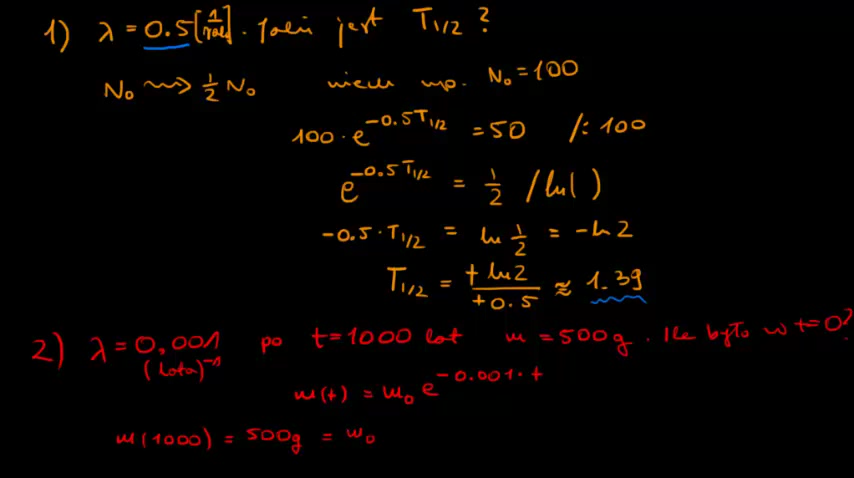 1) λ = 0.5 [1/rok]. Jaki jest T1/2 ?
N₀ ⇝ 1/2 N₀ niech np. N₀ = 100
100 · e^(-0.5 T1/2) = 50 /: 100
e^(-0.5 T1/2) = 1/2 /ln( )
-0.5 · T1/2 = ln 1/2 = -ln 2
T1/2 = +ln2 / +0.5 ≈ 1.39
2) λ = 0,001 po t = 1000 lat m = 500g. Ile było w t=0?
(lata)⁻¹
m(t) = m₀ e^(-0.001 · t)
m(1000) = 500g = m₀